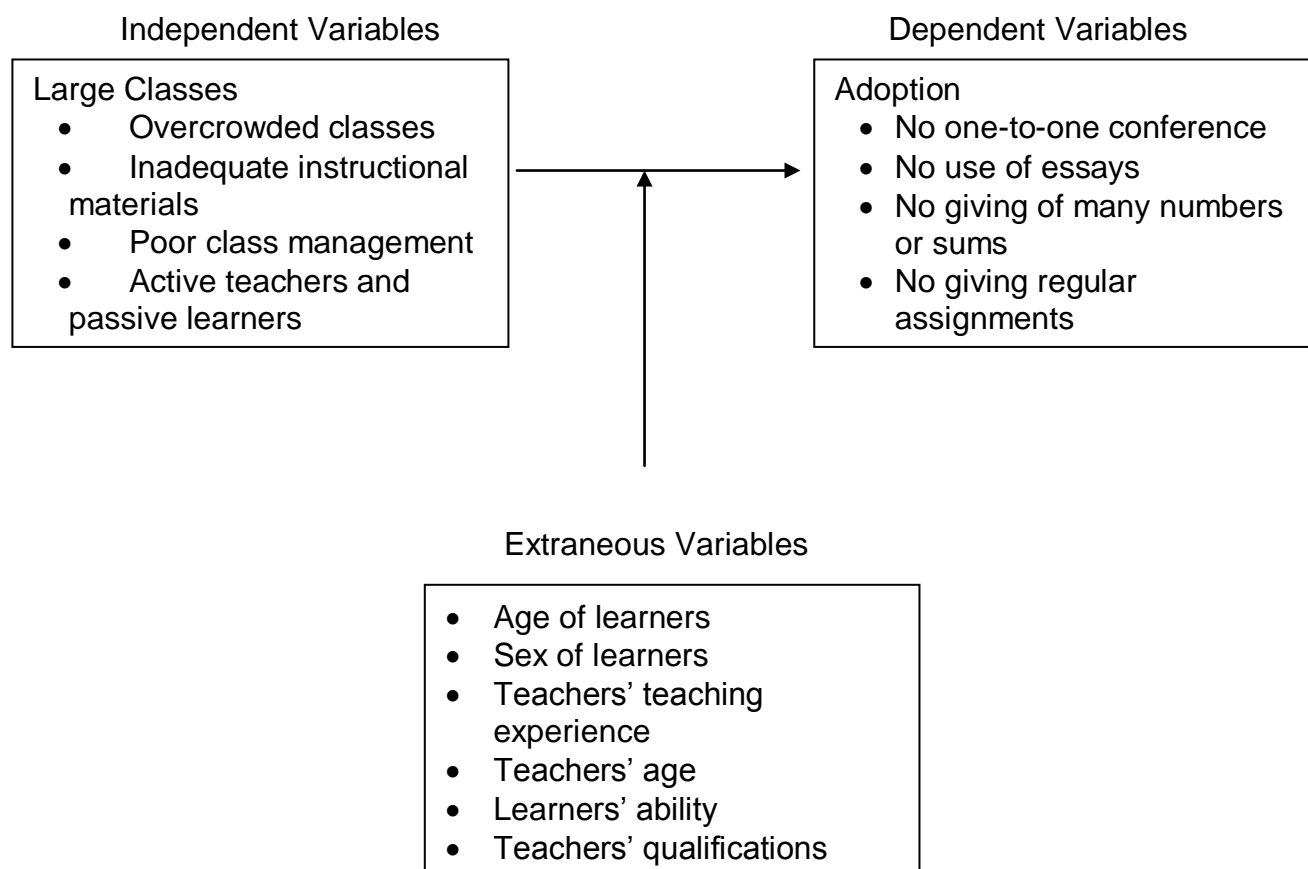 Independent Variables
Large Classes
• Overcrowded classes
• Inadequate instructional
materials
• Poor class management
• Active teachers and
passive learners
Dependent Variables
Adoption
• No one-to-one conference
• No use of essays
• No giving of many numbers
or sums
• No giving regular
assignments
Extraneous Variables
• Age of learners
• Sex of learners
• Teachers’ teaching
experience
• Teachers’ age
• Learners’ ability
• Teachers’ qualifications